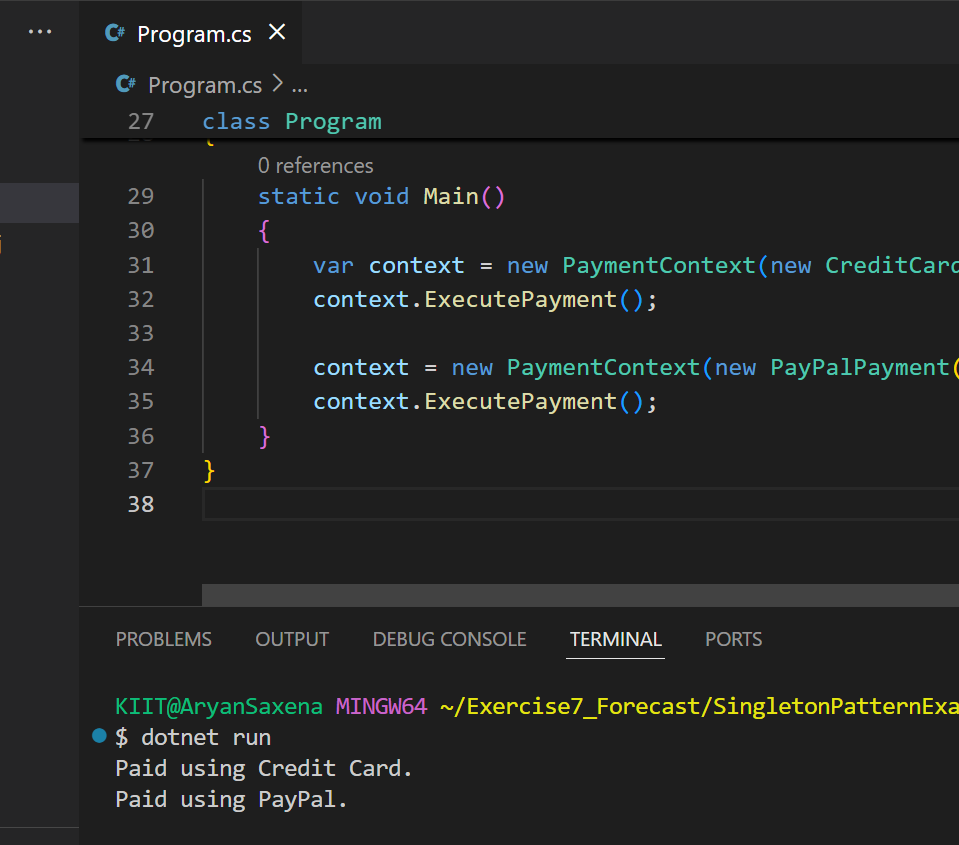 ...
C# Program.cs ×
C# Program.cs > ...
27 class Program
{
0 references
29 static void Main()
30 {
31 var context = new PaymentContext(new CreditCard
32 context.ExecutePayment();
33
34 context = new PaymentContext(new PayPalPayment(
35 context.ExecutePayment();
36 }
37 }
38
PROBLEMS OUTPUT DEBUG CONSOLE TERMINAL PORTS
KIIT@AryanSaxena MINGW64 ~/Exercise7_Forecast/SingletonPatternExa
$ dotnet run
Paid using Credit Card.
Paid using PayPal.